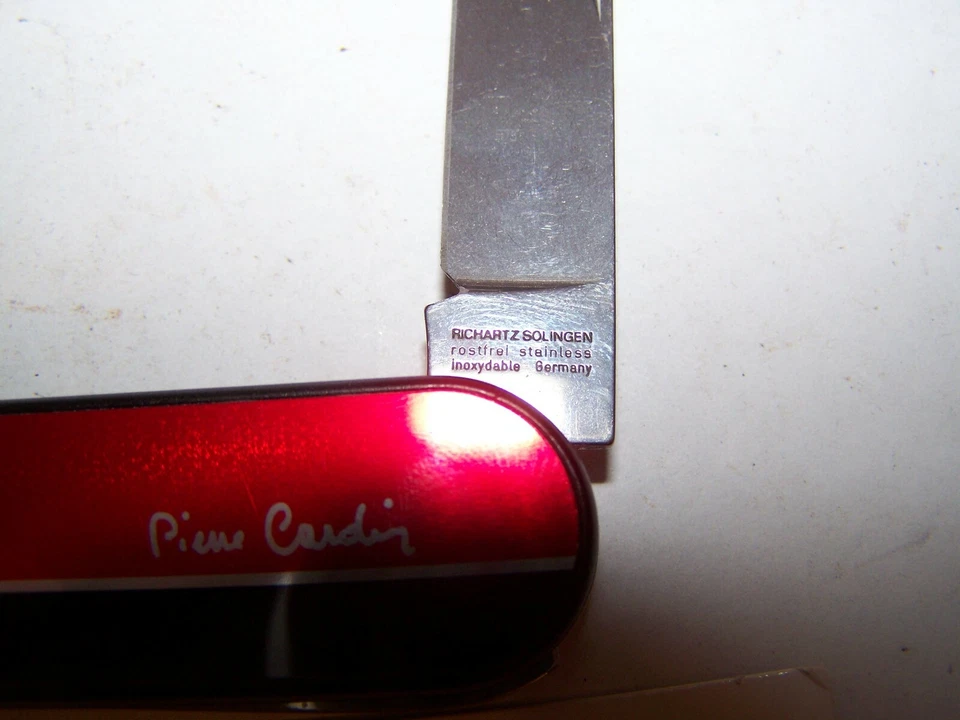 RICHARTZ SOLINGEN
rostfrei stainless
inoxydable Germany
Pierre Cardin